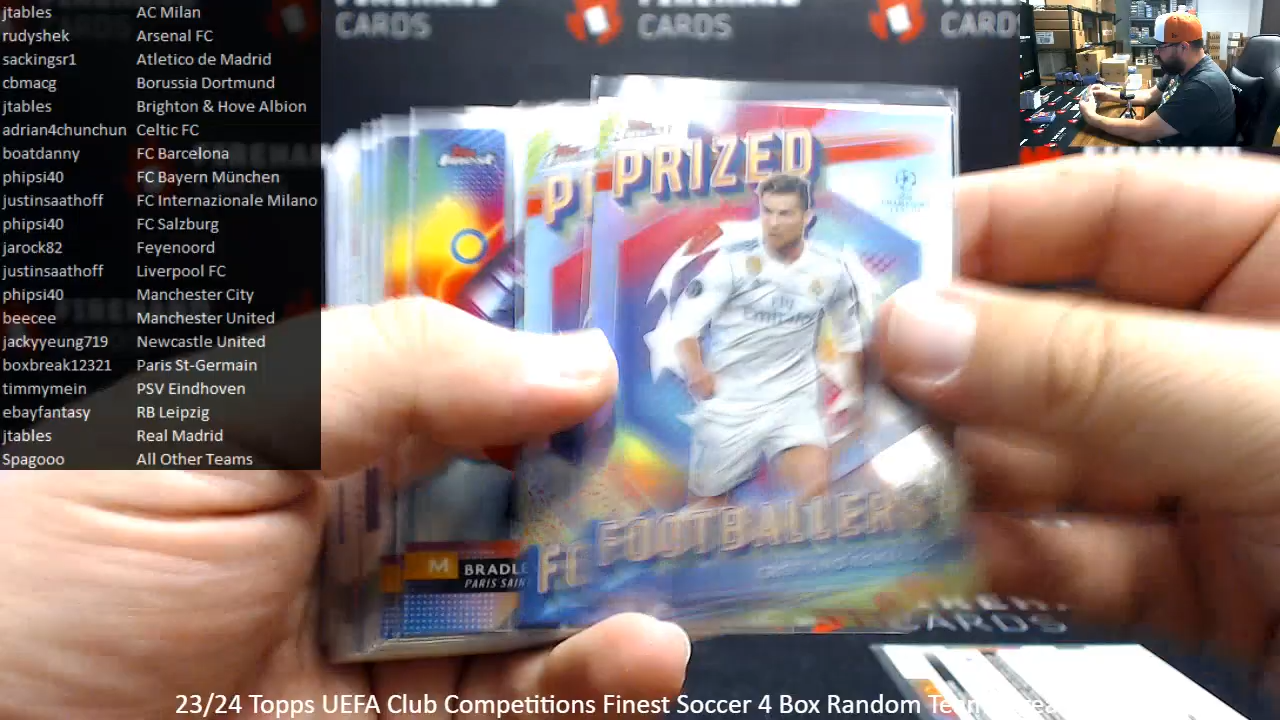 jtables AC Milan
rudyshek Arsenal FC
sackingsr1 Atletico de Madrid
cbmacg Borussia Dortmund
jtables Brighton & Hove Albion
adrian4chunchun Celtic FC
boatdanny FC Barcelona
phipsi40 FC Bayern München
justinsaathoff FC Internazionale Milano
phipsi40 FC Salzburg
jarock82 Feyenoord
justinsaathoff Liverpool FC
phipsi40 Manchester City
beecee Manchester United
jackyyeung719 Newcastle United
boxbreak12321 Paris St-Germain
timmymein PSV Eindhoven
ebayfantasy RB Leipzig
jtables Real Madrid
Spagooo All Other Teams
CARDS
CARDS
PRIZED
Fly
Emirates
FOOTBALLERS
M BRADLE
PARIS SAIN
CARDS
23/24 Topps UEFA Club Competitions Finest Soccer 4 Box Random Team